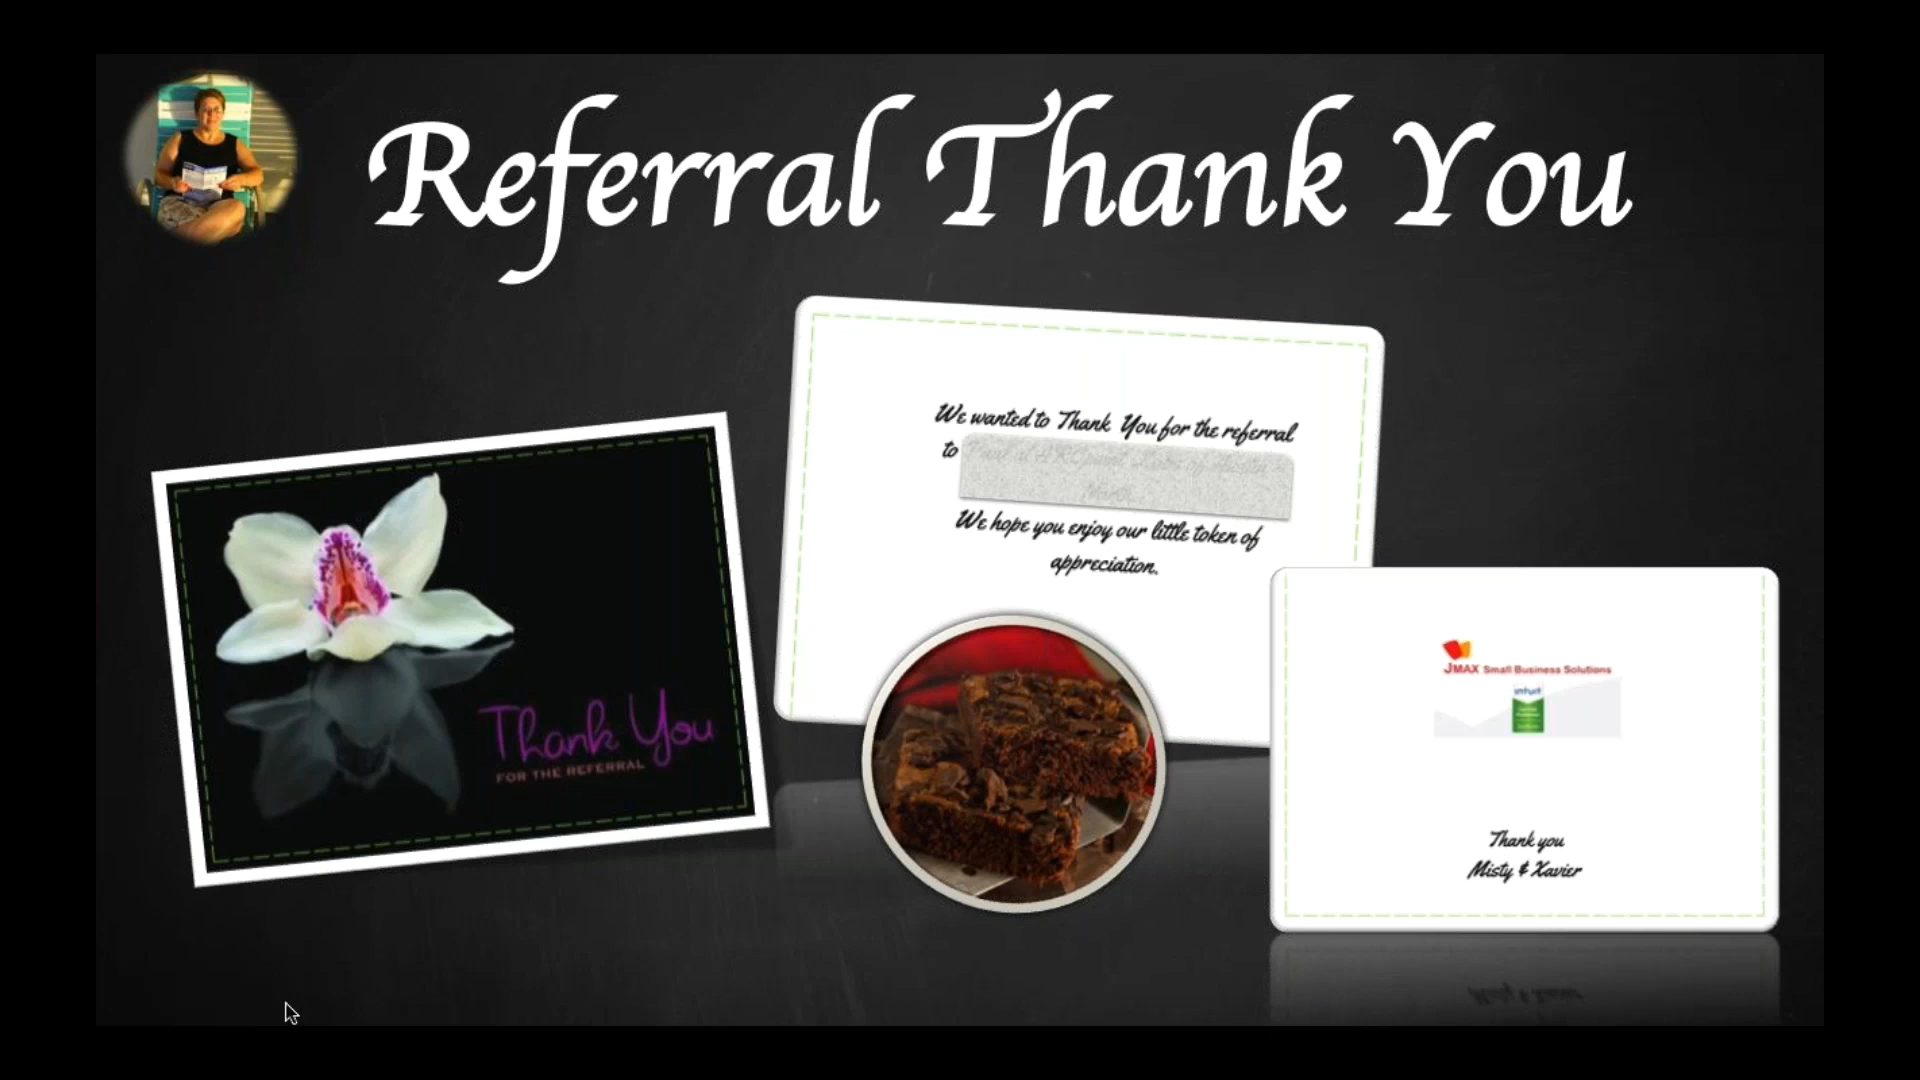 Referral Thank You
We wanted to Thank You for the referral
to
We hope you enjoy our little token of
appreciation.
Thank You
FOR THE REFERRAL
JMAX Small Business Solutions
intuit
Thank you
Misty & Xavier